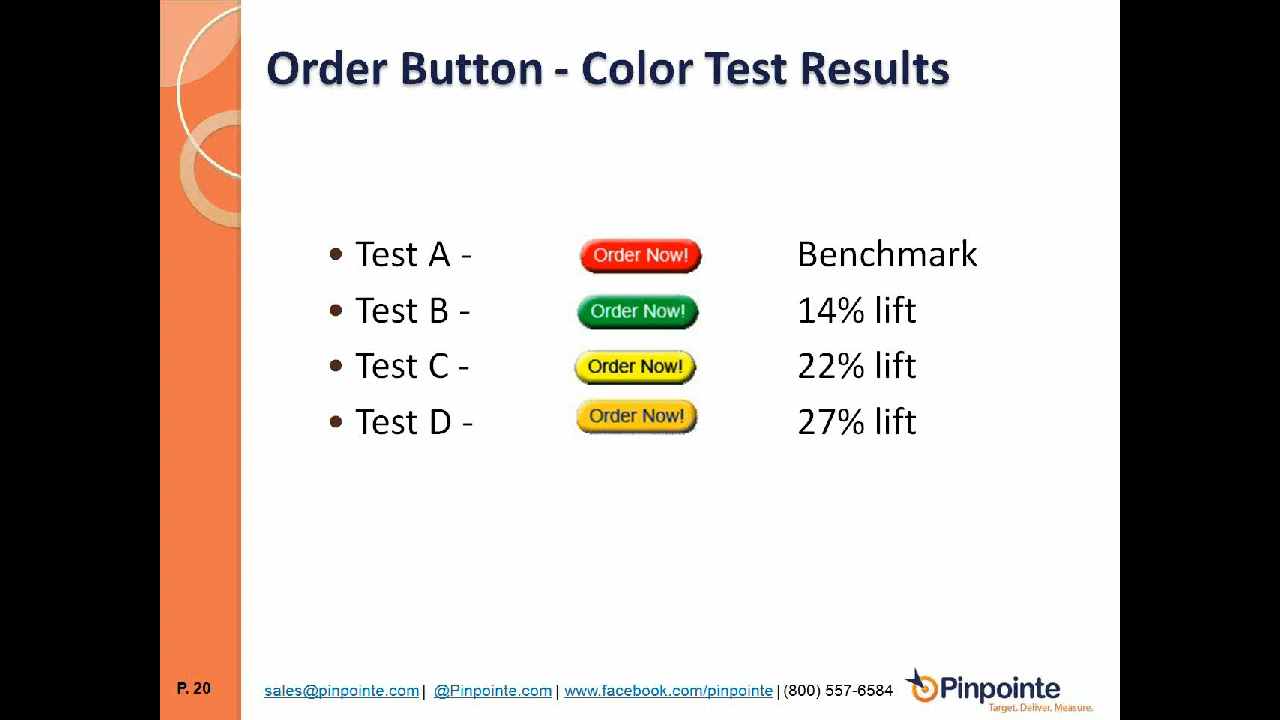 Order Button - Color Test Results
• Test A - Order Now! Benchmark
• Test B - Order Now! 14% lift
• Test C - Order Now! 22% lift
• Test D - Order Now! 27% lift
P. 20 sales@pinpointe.com | @Pinpointe.com | www.facebook.com/pinpointe | (800) 557-6584 Pinpointe
Target. Deliver. Measure.